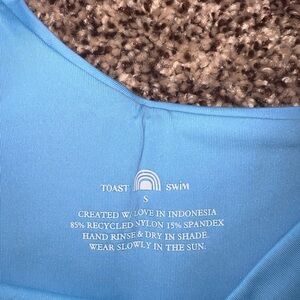 TOAST SWIM
S
CREATED W/ LOVE IN INDONESIA
85% RECYCLED NYLON 15% SPANDEX
HAND RINSE & DRY IN SHADE.
WEAR SLOWLY IN THE SUN.